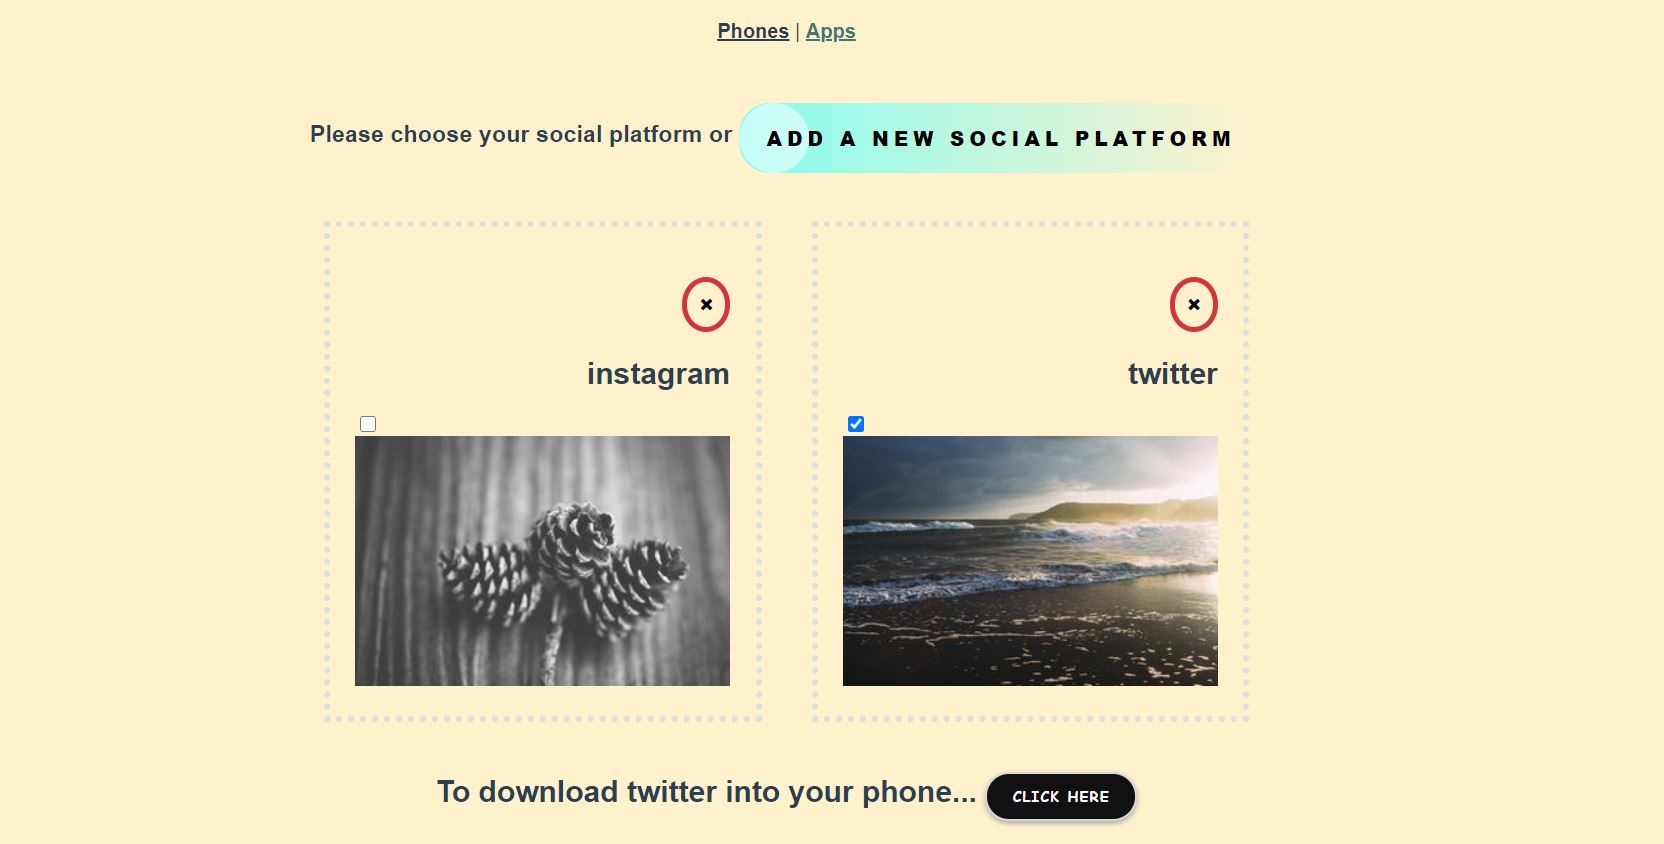 Phones | Apps
Please choose your social platform or ADD A NEW SOCIAL PLATFORM
×
×
instagram
twitter
To download twitter into your phone... CLICK HERE